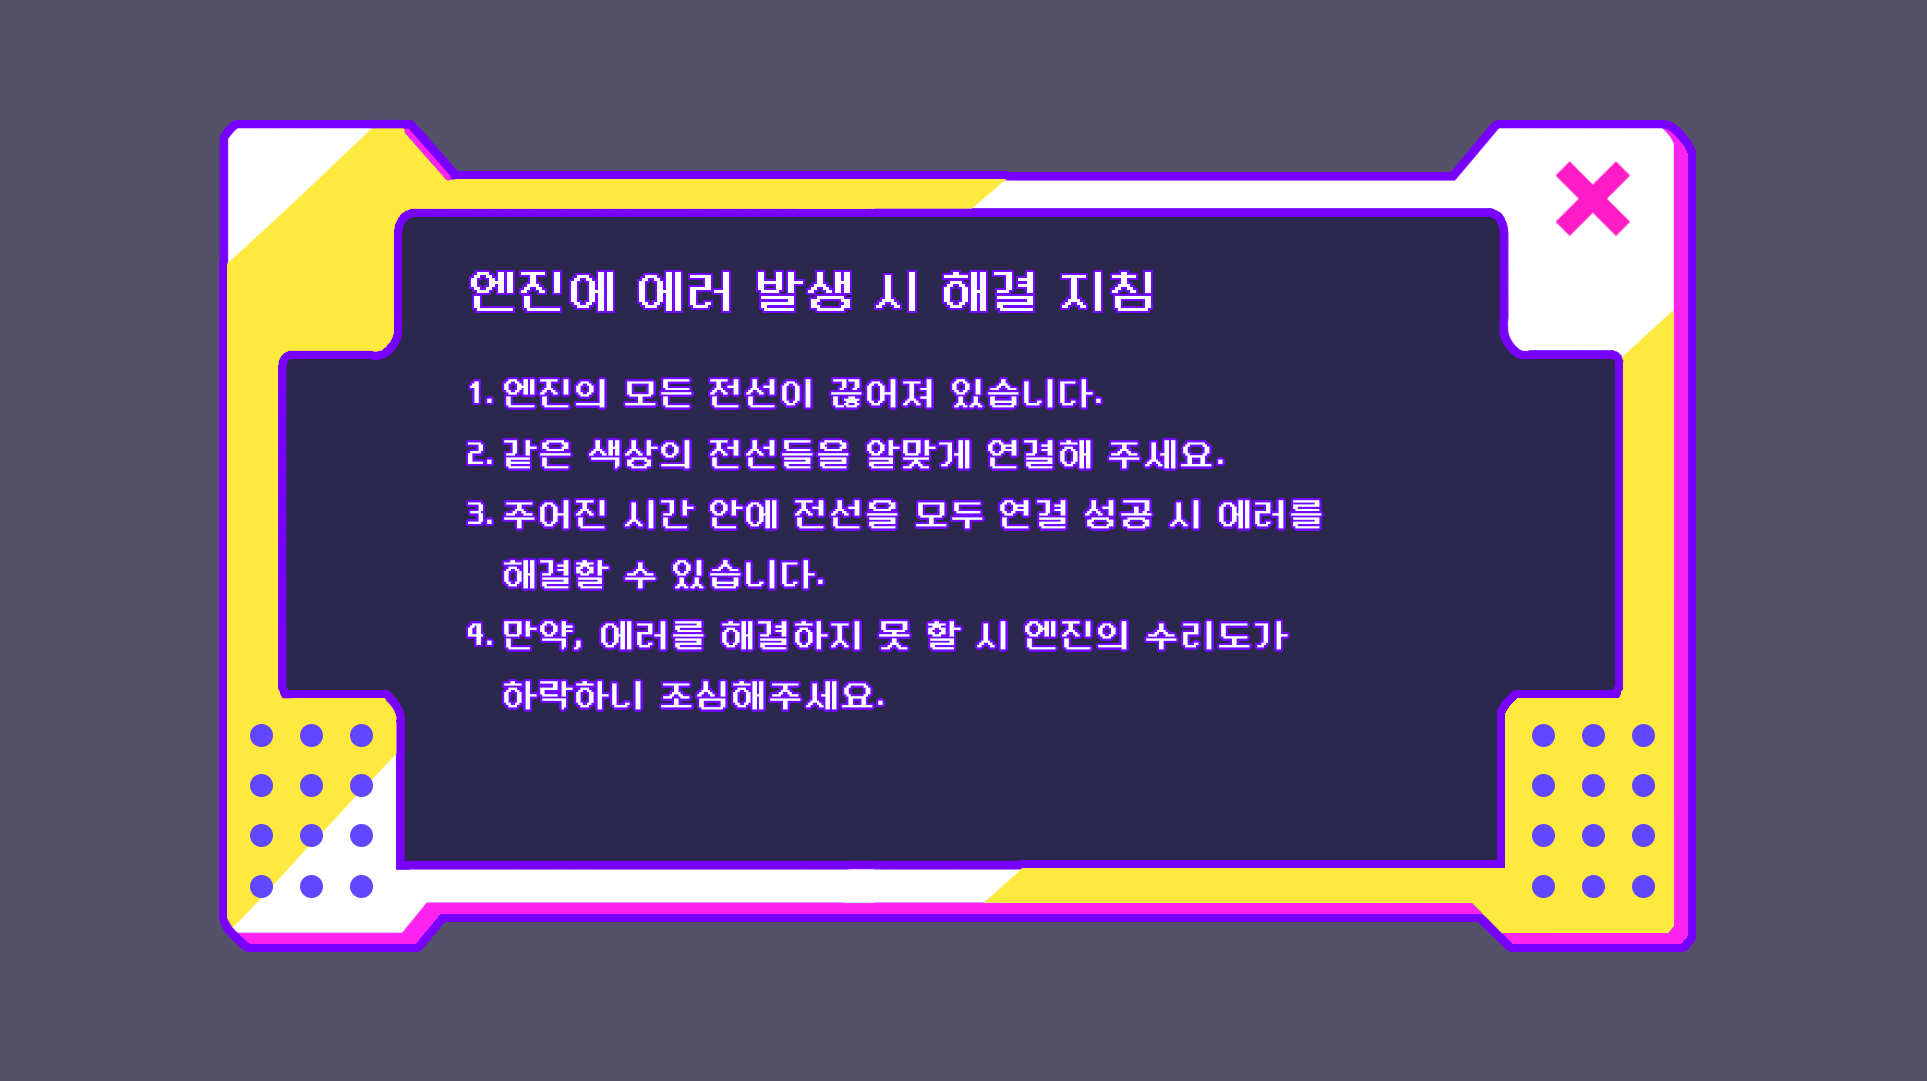 엔진에 에러 발생 시 해결 지침
1. 엔진의 모든 전선이 끊어져 있습니다.
2. 같은 색상의 전선들을 알맞게 연결해 주세요.
3. 주어진 시간 안에 전선을 모두 연결 성공 시 에러를
해결할 수 있습니다.
4. 만약, 에러를 해결하지 못 할 시 엔진의 수리도가
하락하니 조심해주세요.